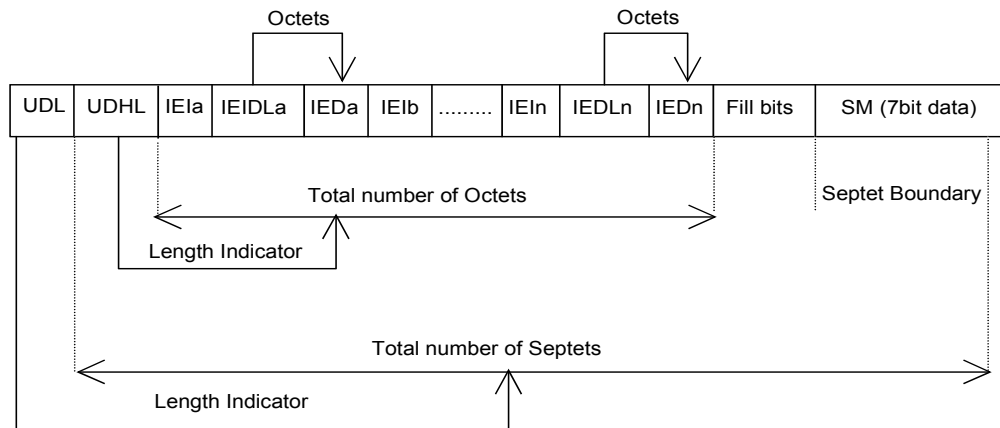 Octets Octets
UDL UDHL IEIa IEIDLa IEDa IEIb ......... IEIn IEDLn IEDn Fill bits SM (7bit data)
Total number of Octets
Septet Boundary
Length Indicator
Total number of Septets
Length Indicator